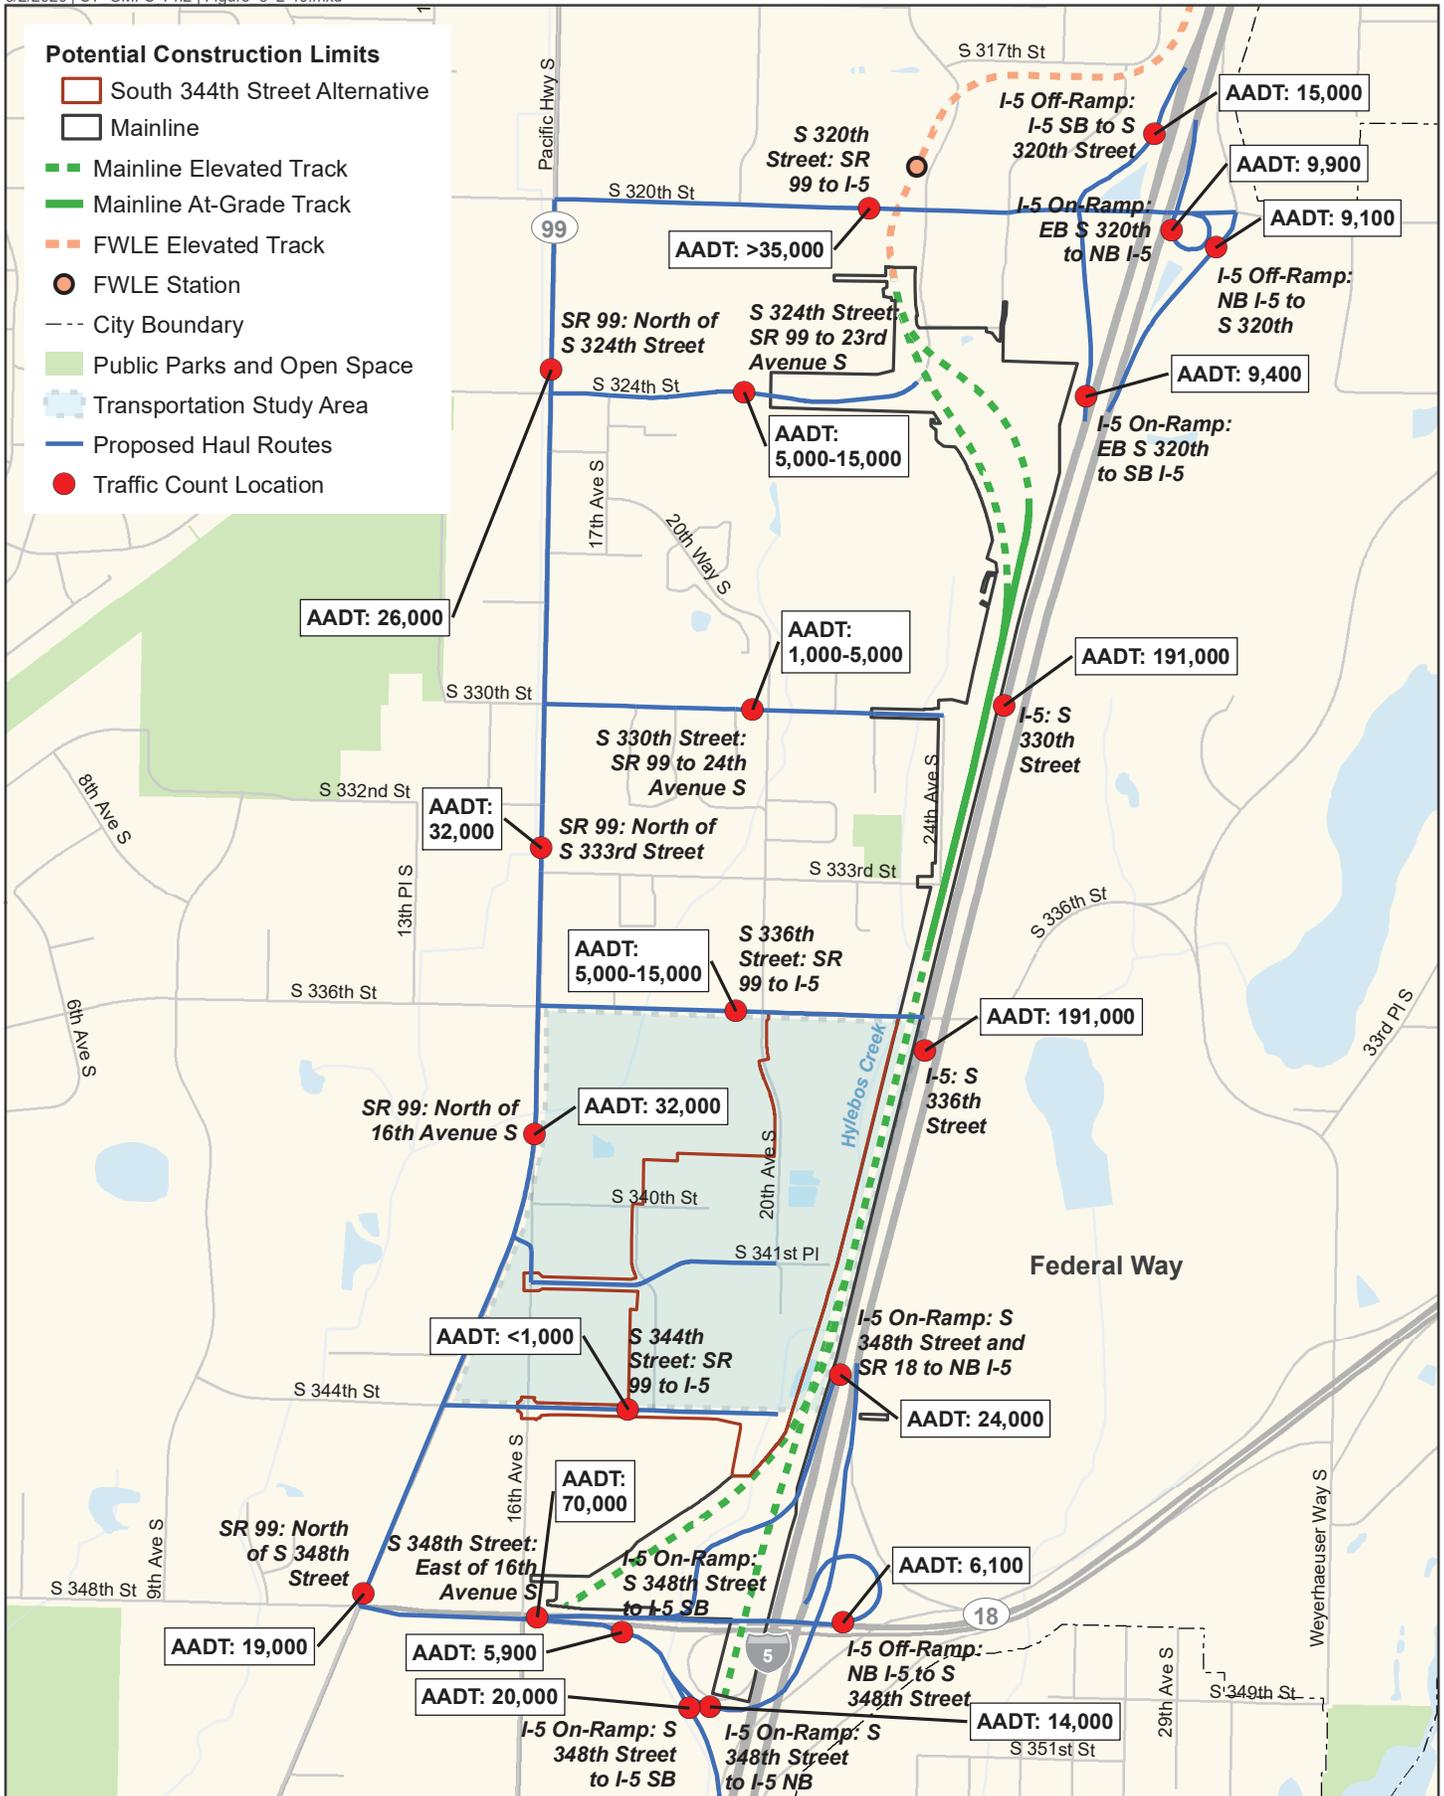 Potential Construction Limits
South 344th Street Alternative
Mainline
Mainline Elevated Track
Mainline At-Grade Track
FWLE Elevated Track
FWLE Station
City Boundary
Public Parks and Open Space
Transportation Study Area
Proposed Haul Routes
Traffic Count Location
Pacific Hwy S
S 317th St
I-5 Off-Ramp:
I-5 SB to S
320th Street
AADT: 15,000
S 320th
Street: SR
99 to I-5
AADT: 9,900
S 320th St
99
AADT: >35,000
I-5 On-Ramp:
EB S 320th
to NB I-5
AADT: 9,100
I-5 Off-Ramp:
NB I-5 to
S 320th
SR 99: North of
S 324th Street
S 324th Street:
SR 99 to 23rd
Avenue S
S 324th St
AADT: 9,400
I-5 On-Ramp:
EB S 320th
to SB I-5
AADT:
5,000-15,000
17th Ave S
20th Way S
AADT: 26,000
AADT:
1,000-5,000
AADT: 191,000
S 330th St
I-5: S
330th
Street
S 330th Street:
SR 99 to 24th
Avenue S
24th Ave S
8th Ave S
S 332nd St
AADT:
32,000
SR 99: North of
S 333rd Street
S 333rd St
13th Pl S
S 336th St
AADT:
5,000-15,000
S 336th
Street: SR
99 to I-5
S 336th St
6th Ave S
AADT: 191,000
33rd Pl S
Hylebos Creek
I-5: S
336th
Street
SR 99: North of
16th Avenue S
AADT: 32,000
20th Ave S
S 340th St
S 341st Pl
Federal Way
AADT: <1,000
S 344th
Street: SR
99 to I-5
I-5 On-Ramp: S
348th Street and
SR 18 to NB I-5
S 344th St
AADT: 24,000
16th Ave S
AADT:
70,000
Weyerhaeuser Way S
9th Ave S
SR 99: North
of S 348th
Street
S 348th Street:
East of 16th
Avenue S
I-5 On-Ramp:
S 348th Street
to I-5 SB
AADT: 6,100
S 348th St
18
AADT: 19,000
AADT: 5,900
5
I-5 Off-Ramp:
NB I-5 to S
348th Street
29th Ave S
S 349th St
AADT: 20,000
AADT: 14,000
I-5 On-Ramp: S
348th Street
to I-5 SB
I-5 On-Ramp: S
348th Street
to I-5 NB
S 351st St